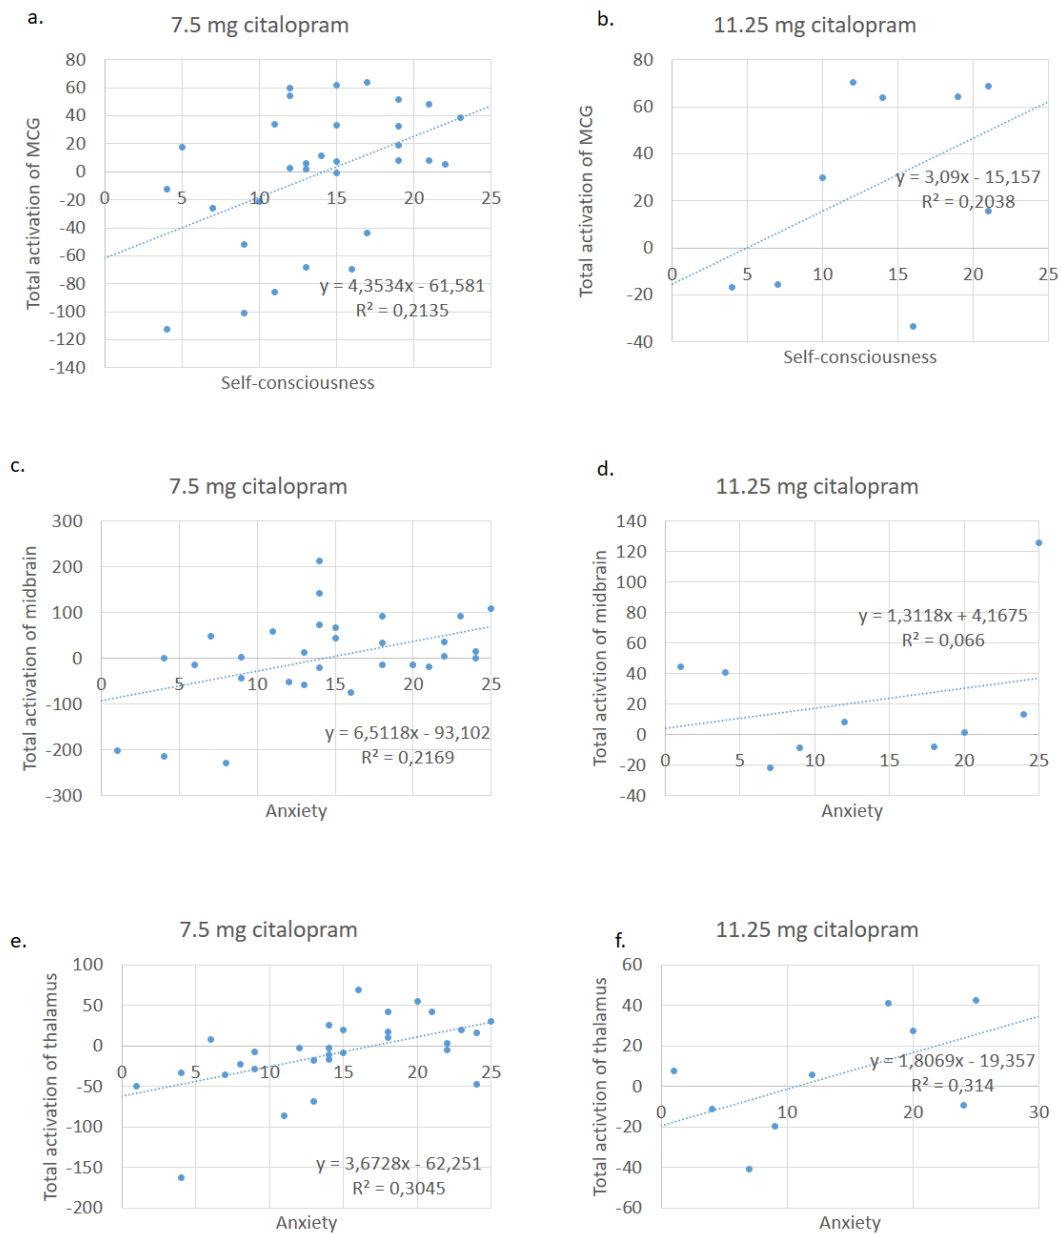 a.
7.5 mg citalopram
Total activation of MCG
80
60
40
20
0
-20
-40
-60
-80
-100
-120
-140
0 5 10 15 20 25
y = 4,3534x - 61,581
R² = 0,2135
Self-consciousness
b.
11.25 mg citalopram
Total activation of MCG
80
60
40
20
0
-20
-40
0 5 10 15 20 25
y = 3,09x - 15,157
R² = 0,2038
Self-consciousness
c.
7.5 mg citalopram
Total activation of midbrain
300
200
100
0
-100
-200
-300
0 5 10 15 20 25
y = 6,5118x - 93,102
R² = 0,2169
Anxiety
d.
11.25 mg citalopram
Total activtion of midbrain
140
120
100
80
60
40
20
0
-20
-40
0 5 10 15 20 25
y = 1,3118x + 4,1675
R² = 0,066
Anxiety
e.
7.5 mg citalopram
Total activation of thalamus
100
50
0
-50
-100
-150
-200
0 5 10 15 20 25
y = 3,6728x - 62,251
R² = 0,3045
Anxiety
f.
11.25 mg citalopram
Total activtion of thalamus
60
40
20
0
-20
-40
-60
0 10 20 30
y = 1,8069x - 19,357
R² = 0,314
Anxiety